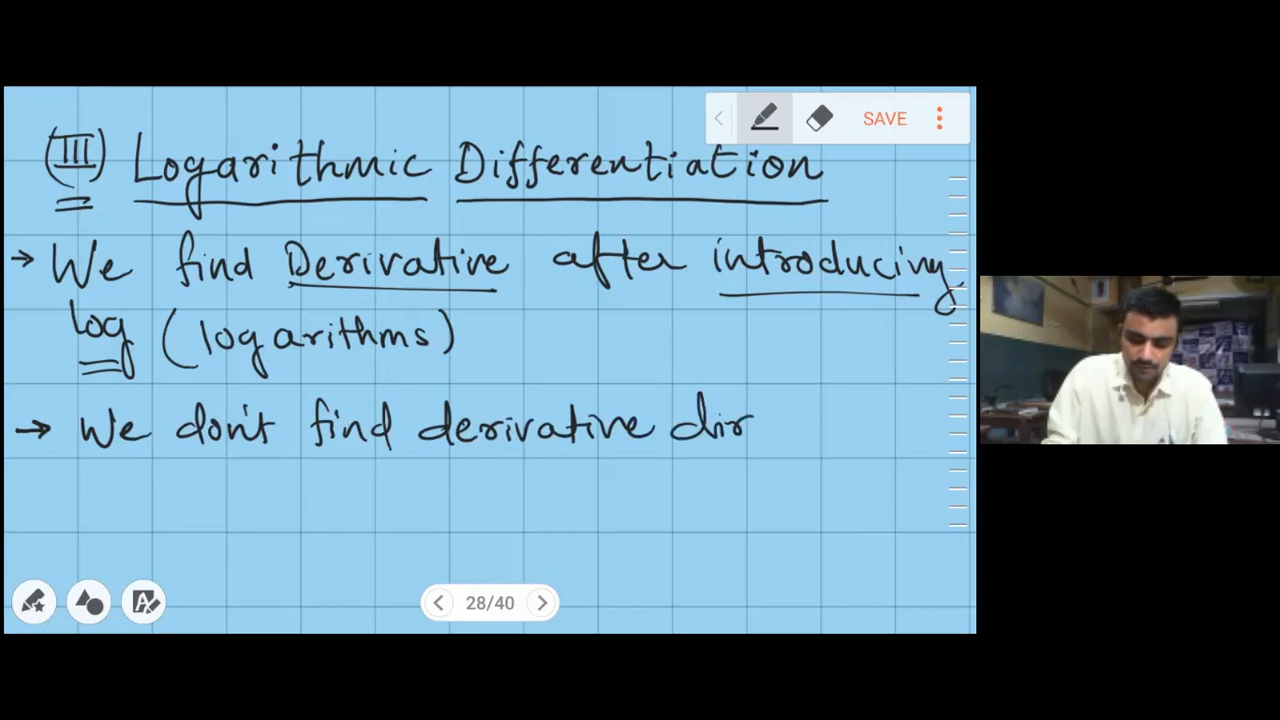 SAVE
(III) Logarithmic Differentiation
→ We find Derivative after introducing
log (logarithms)
→ We don't find derivative dir
28/40